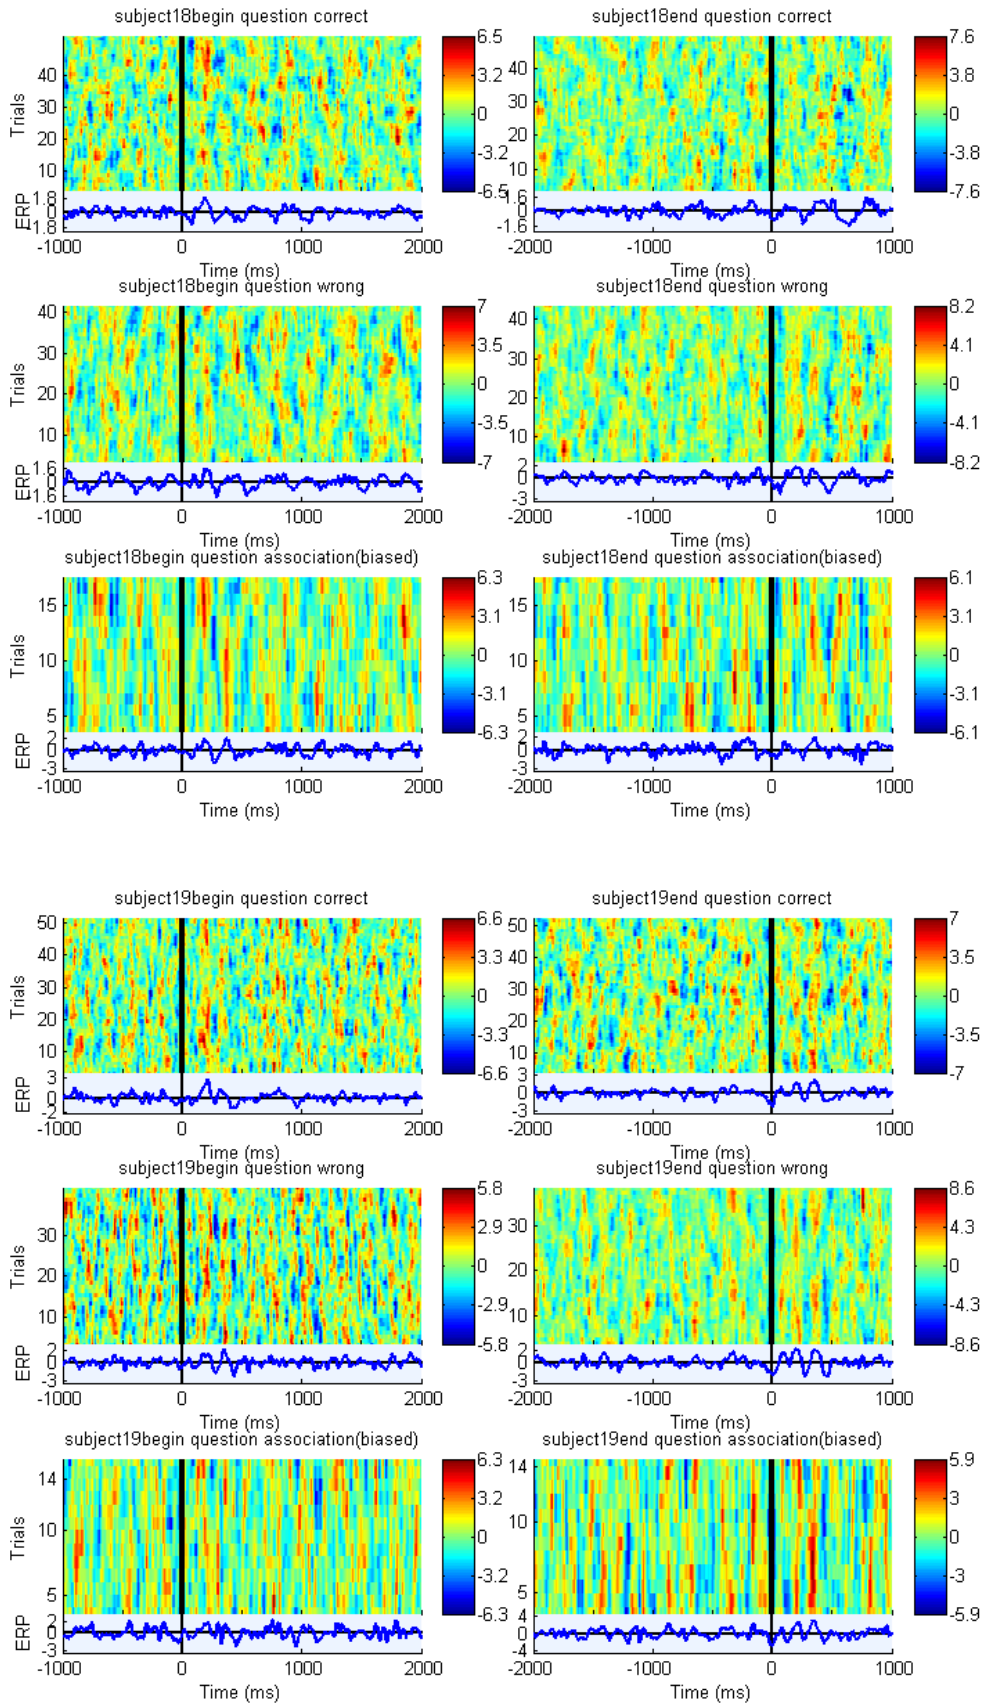 subject18begin question correct
subject18end question correct
Trials
40
30
20
10
6.5
3.2
0
-3.2
-6.5
40
30
20
10
7.6
3.8
0
-3.8
-7.6
ERP
1.8
0
-1.8
-1000 0 1000 2000
Time (ms)
1.6
0
-1.6
-2000 -1000 0 1000
Time (ms)
subject18begin question wrong
subject18end question wrong
Trials
40
30
20
10
7
3.5
0
-3.5
-7
40
30
20
10
8.2
4.1
0
-4.1
-8.2
ERP
1.6
0
-1.6
-1000 0 1000 2000
Time (ms)
2
0
-3
-2000 -1000 0 1000
Time (ms)
subject18begin question association(biased)
subject18end question association(biased)
Trials
15
10
5
6.3
3.1
0
-3.1
-6.3
15
10
5
6.1
3.1
0
-3.1
-6.1
ERP
2
0
-3
-1000 0 1000 2000
Time (ms)
2
0
-3
-2000 -1000 0 1000
Time (ms)
subject19begin question correct
subject19end question correct
Trials
50
40
30
20
10
6.6
3.3
0
-3.3
-6.6
50
40
30
20
10
7
3.5
0
-3.5
-7
ERP
3
0
-2
-1000 0 1000 2000
Time (ms)
3
0
-3
-2000 -1000 0 1000
Time (ms)
subject19begin question wrong
subject19end question wrong
Trials
30
20
10
5.8
2.9
0
-2.9
-5.8
30
20
10
8.6
4.3
0
-4.3
-8.6
ERP
2
0
-3
-1000 0 1000 2000
Time (ms)
2
0
-3
-2000 -1000 0 1000
Time (ms)
subject19begin question association(biased)
subject19end question association(biased)
Trials
14
10
5
6.3
3.2
0
-3.2
-6.3
14
10
5
5.9
3
0
-3
-5.9
ERP
2
0
-3
-1000 0 1000 2000
Time (ms)
4
0
-4
-2000 -1000 0 1000
Time (ms)